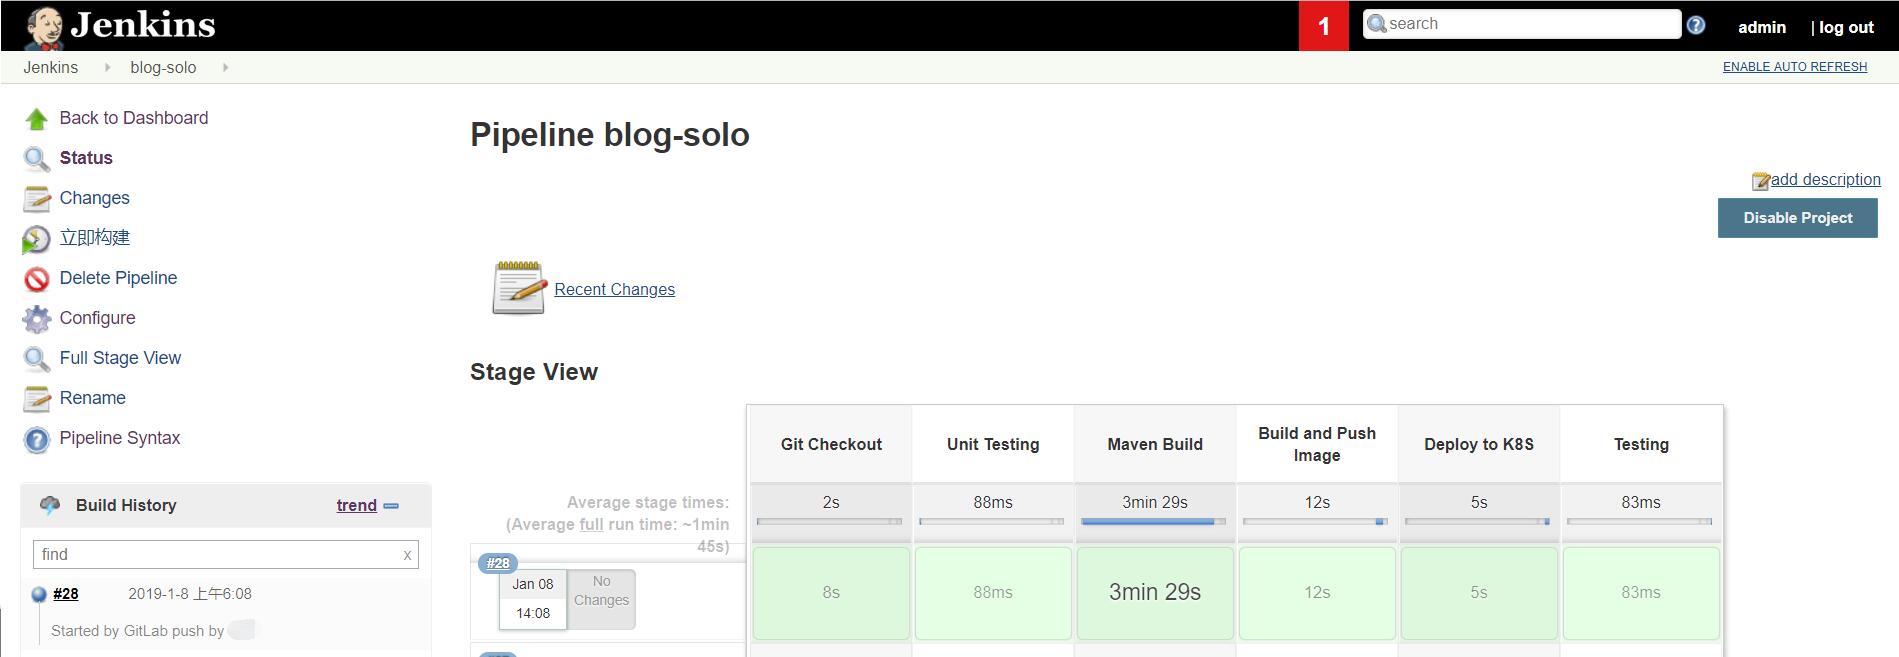 Jenkins
1
search
admin
| log out
Jenkins
blog-solo
ENABLE AUTO REFRESH
Back to Dashboard
Status
Changes
立即构建
Delete Pipeline
Configure
Full Stage View
Rename
Pipeline Syntax
Build History
trend
find
x
#28
2019-1-8 上午6:08
Started by GitLab push by
Pipeline blog-solo
add description
Disable Project
Recent Changes
Stage View
Git Checkout
Unit Testing
Maven Build
Build and Push
Image
Deploy to K8S
Testing
Average stage times:
(Average full run time: ~1min
45s)
2s
88ms
3min 29s
12s
5s
83ms
#28
Jan 08
14:08
No
Changes
8s
88ms
3min 29s
12s
5s
83ms